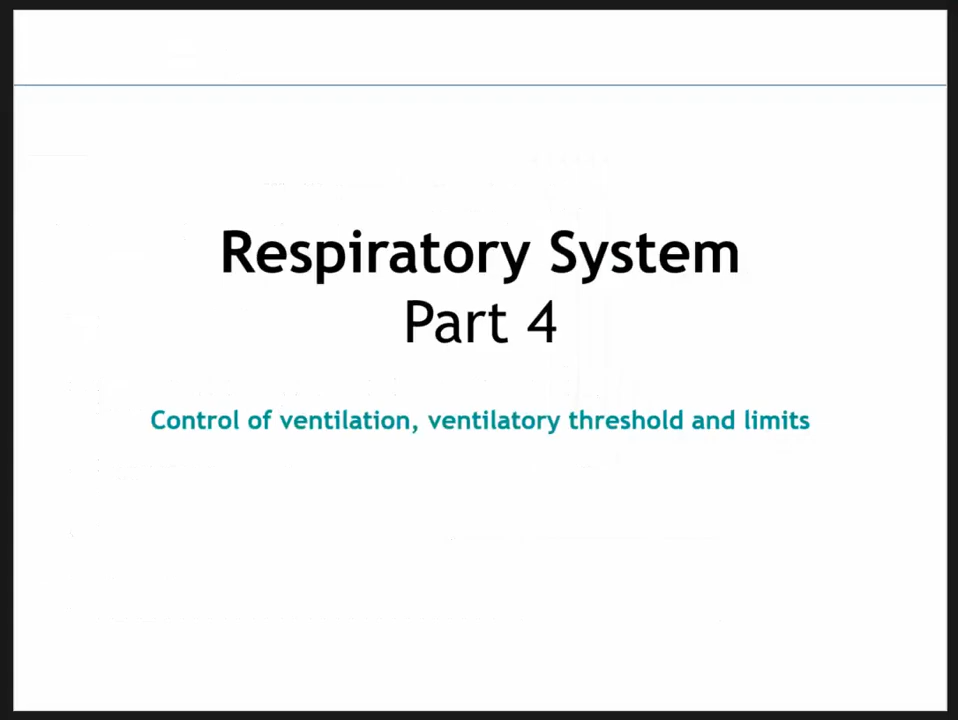 Respiratory System
Part 4
Control of ventilation, ventilatory threshold and limits